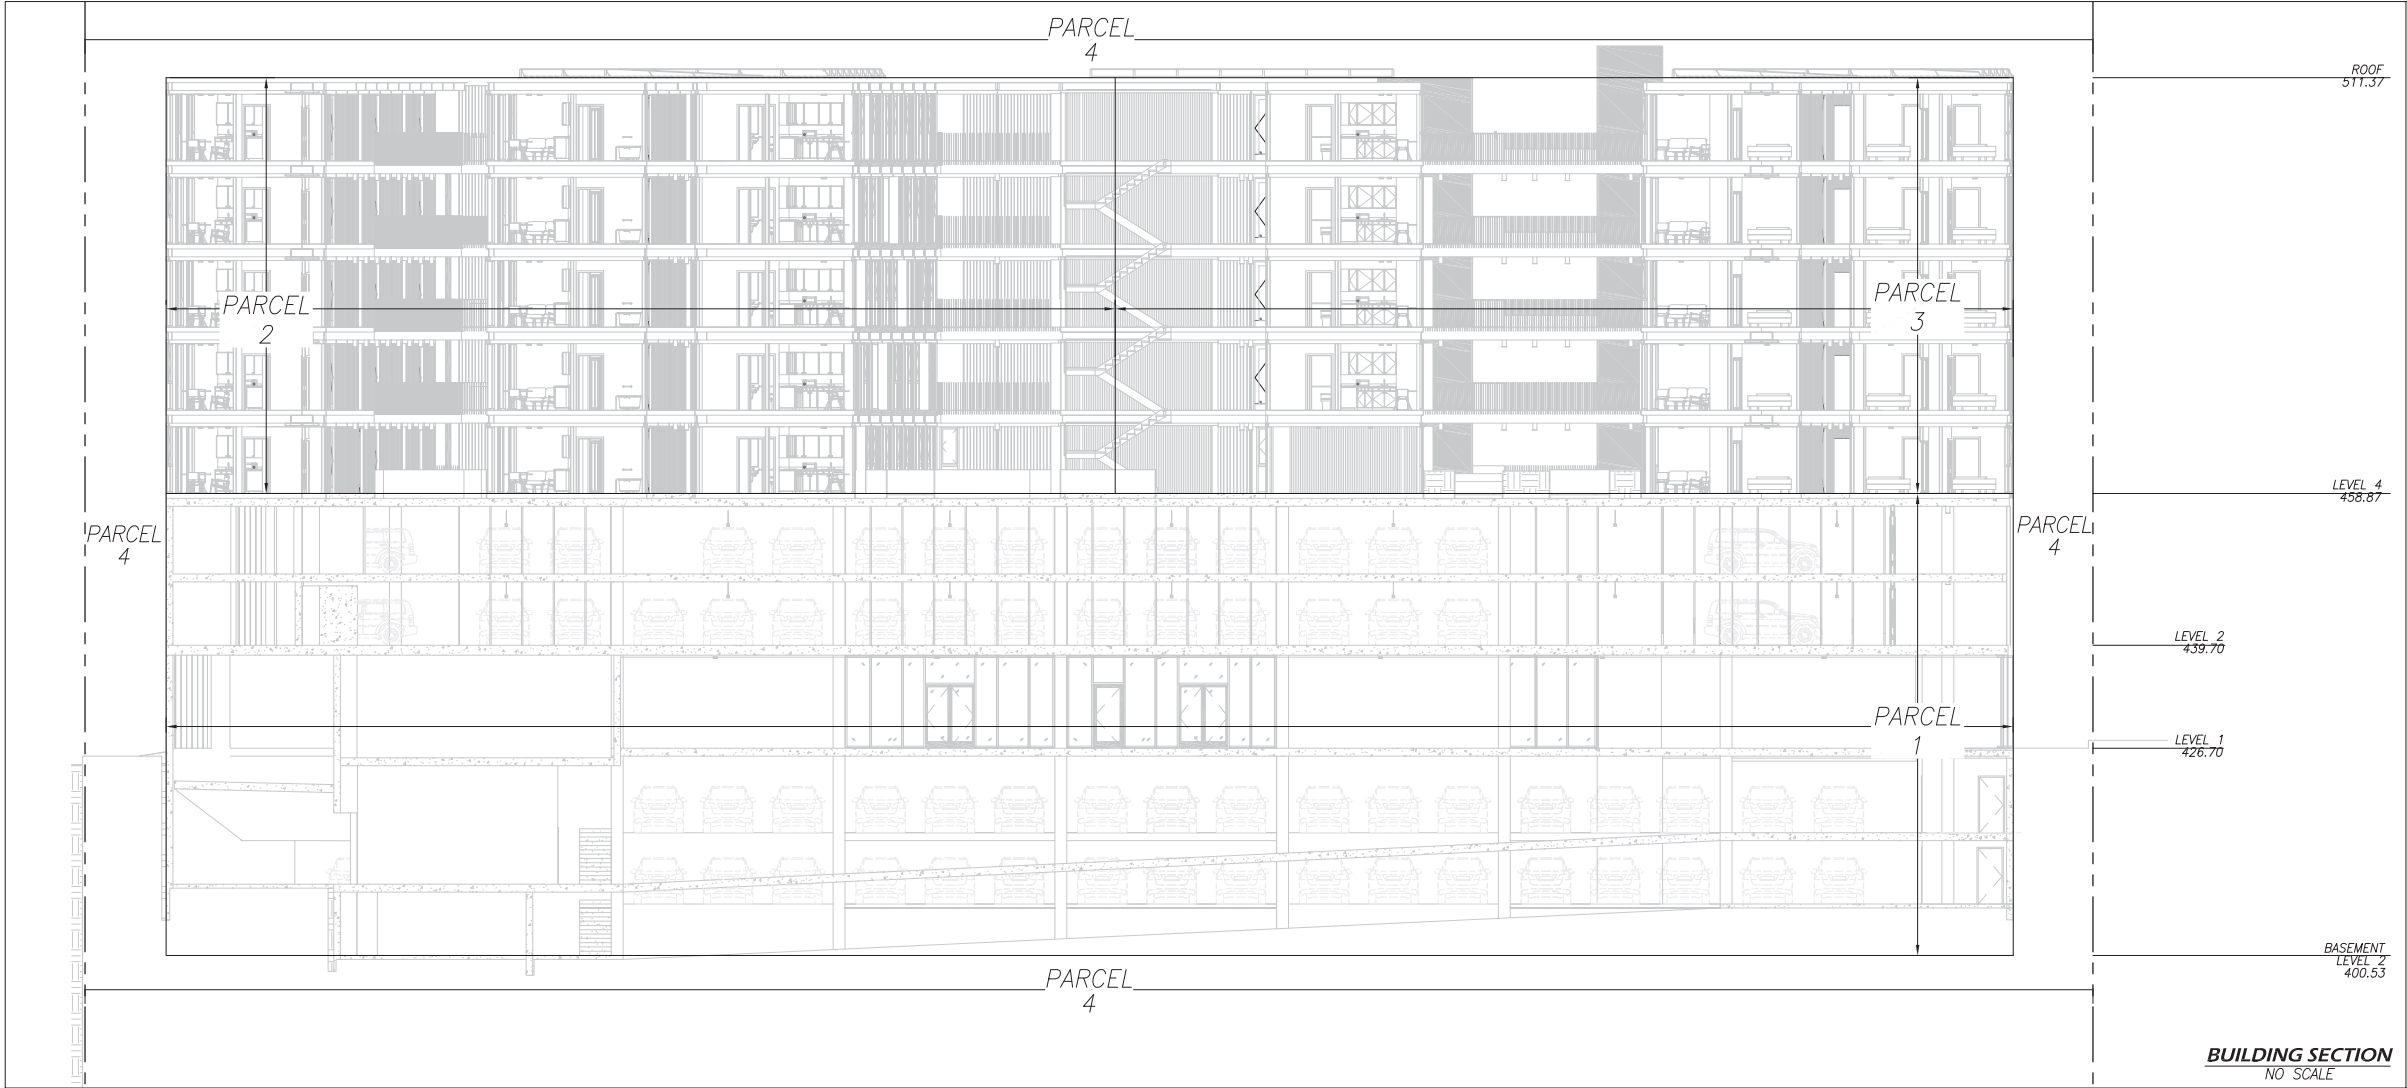 PARCEL
4
ROOF
511.37
PARCEL
2
PARCEL
3
LEVEL 4
458.87
PARCEL
4
PARCEL
4
LEVEL 2
439.70
PARCEL
1
LEVEL 1
426.70
BASEMENT
LEVEL 2
400.53
PARCEL
4
BUILDING SECTION
NO SCALE